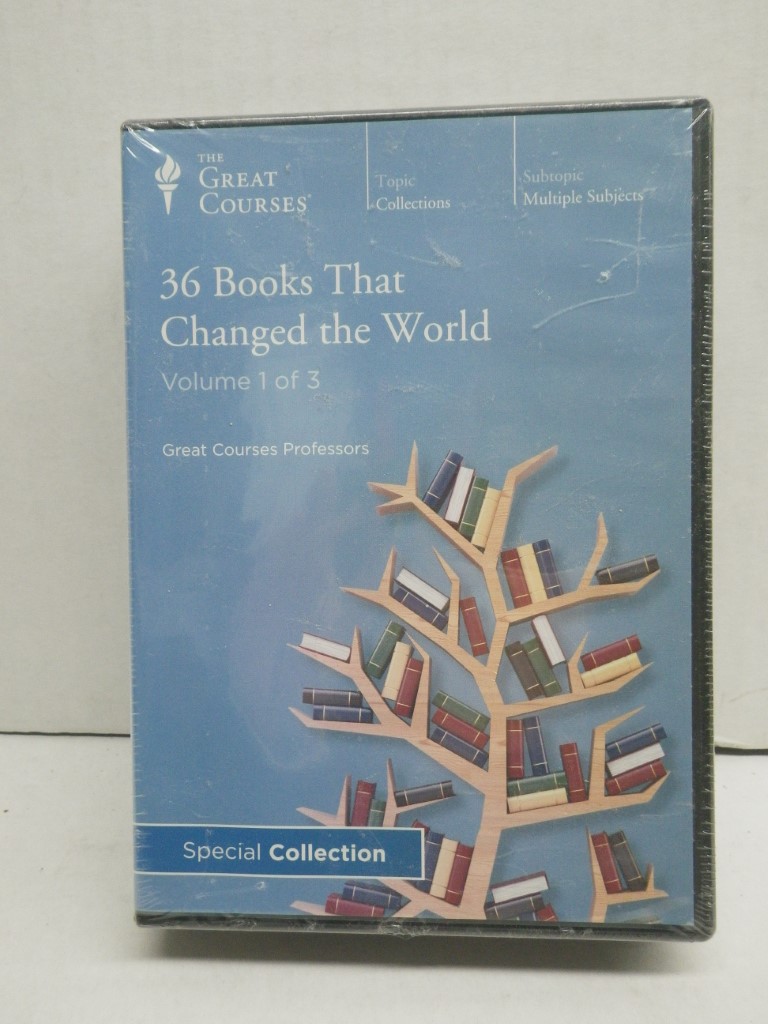 THE
GREAT
COURSES®
Topic
Collections
Subtopic
Multiple Subjects
36 Books That
Changed the World
Volume 1 of 3
Great Courses Professors
Special Collection